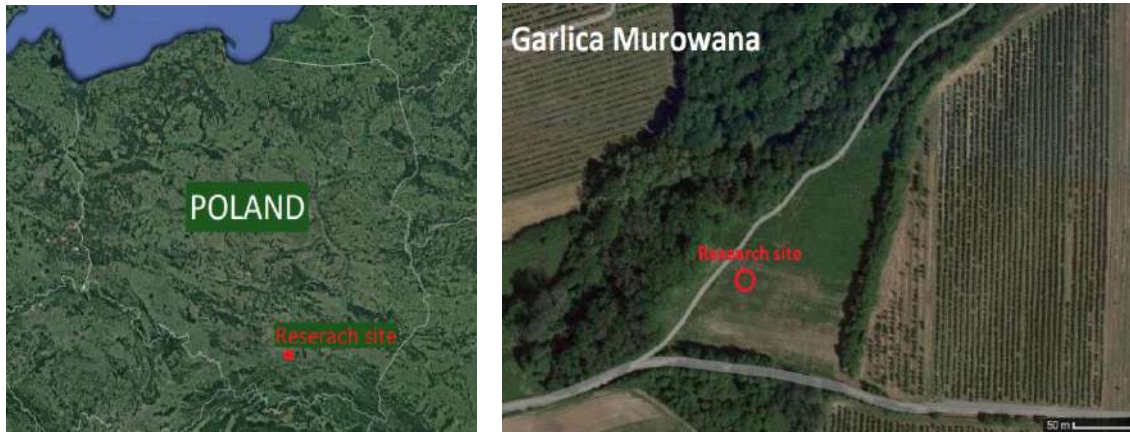 POLAND
Reserach site
Garlica Murowana
Research site
50 m